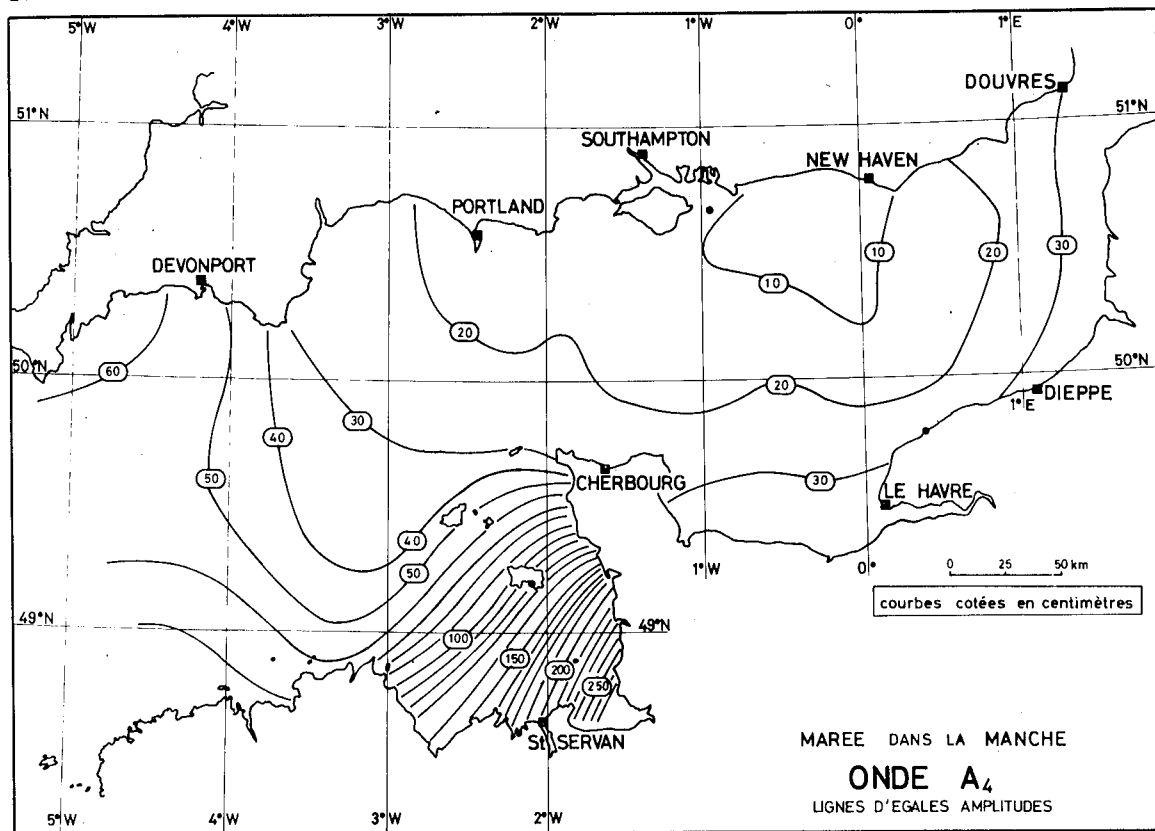 5°W 4°W 3°W 2°W 1°W 0° 1°E
DOUVRES
51°N 51°N
SOUTHAMPTON
NEW HAVEN
PORTLAND
10 20 30
DEVONPORT
10
20
50°N 60 50°N
20
1°E DIEPPE
30
40
50 30
CHERBOURG
LE HAVRE
40
50
1°W 0° 0 25 50 km
courbes cotées en centimètres
49°N 100 49°N
150 200
250
St SERVAN
MAREE DANS LA MANCHE
ONDE A4
LIGNES D'EGALES AMPLITUDES
5°W 4°W 3°W 2°W